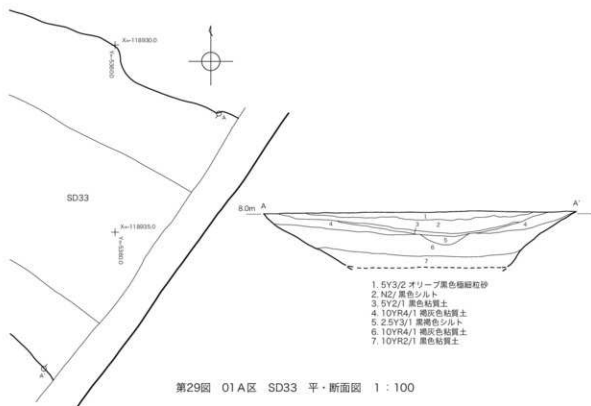 X=-118930.0
Y=-5380.0
A
SD33
X=-118935.0
Y=-5380.0
A'
8.0m A
A'
1
2
3
4
4
5
6
7
1. 5Y3/2 オリーブ黒色極細粒砂
2. N2/ 黒色シルト
3. 5Y2/1 黒色粘質土
4. 10YR4/1 褐灰色粘質土
5. 2.5Y3/1 黒褐色シルト
6. 10YR4/1 褐灰色粘質土
7. 10YR2/1 黒色粘質土
第29図 01A区 SD33 平・断面図 1：100